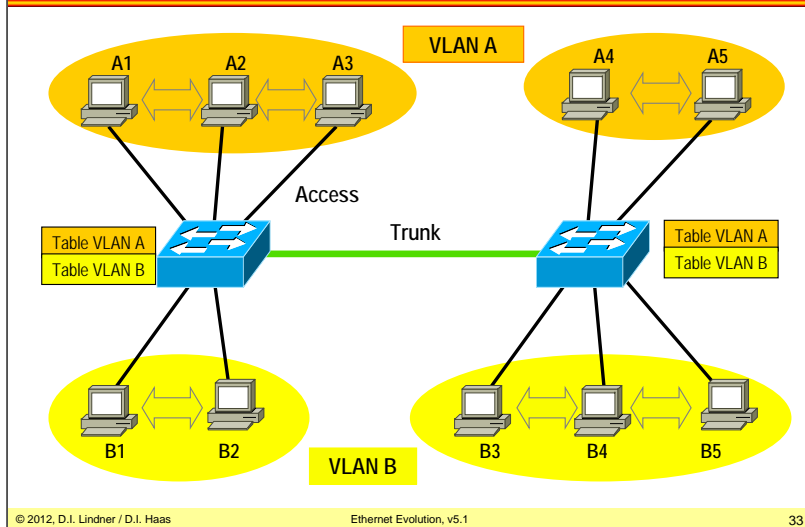 VLAN A
A1
A2
A3
A4
A5
Access
Trunk
Table VLAN A
Table VLAN B
Table VLAN A
Table VLAN B
B1
B2
B3
B4
B5
VLAN B
© 2012, D.I. Lindner / D.I. Haas
Ethernet Evolution, v5.1
33